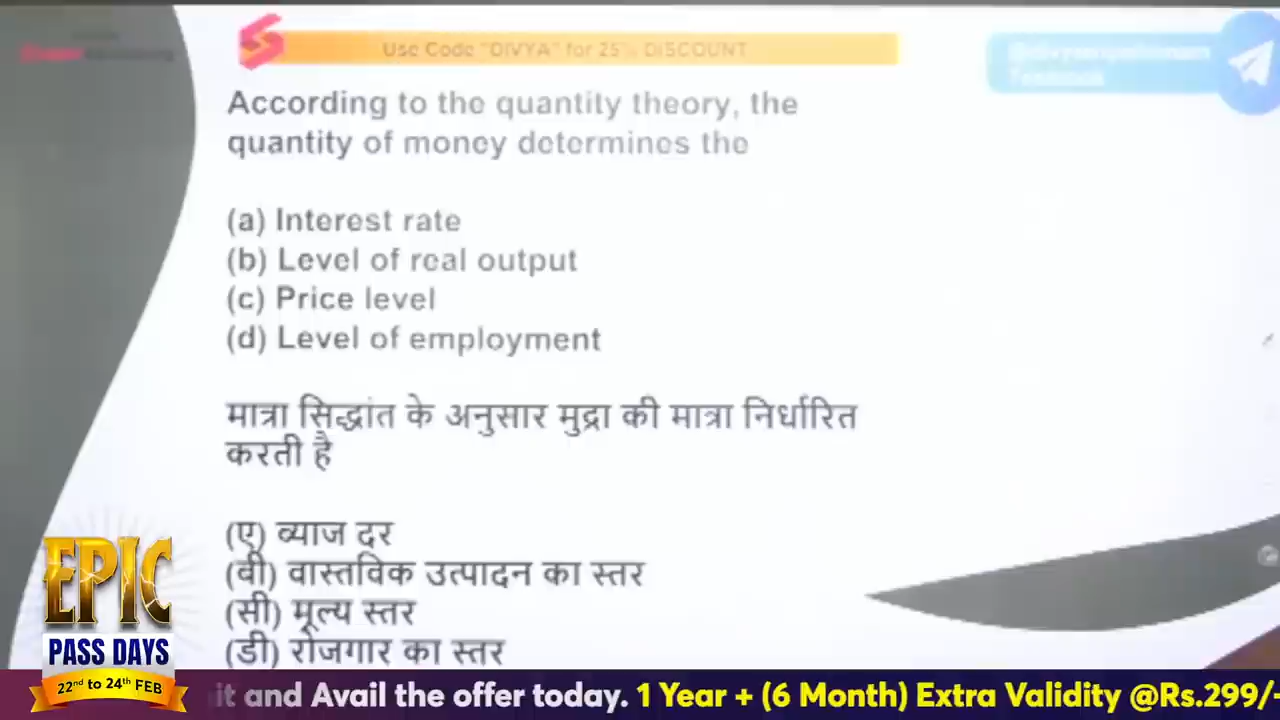 Use Code "DIVYA" for 25% DISCOUNT
According to the quantity theory, the
quantity of money determines the
(a) Interest rate
(b) Level of real output
(c) Price level
(d) Level of employment
मात्रा सिद्धांत के अनुसार मुद्रा की मात्रा निर्धारित
करती है
(ए) व्याज दर
(बी) वास्तविक उत्पादन का स्तर
(सी) मूल्य स्तर
(डी) रोजगार का स्तर
EPIC
PASS DAYS
22nd to 24th FEB
it and Avail the offer today. 1 Year + (6 Month) Extra Validity @Rs.299/-